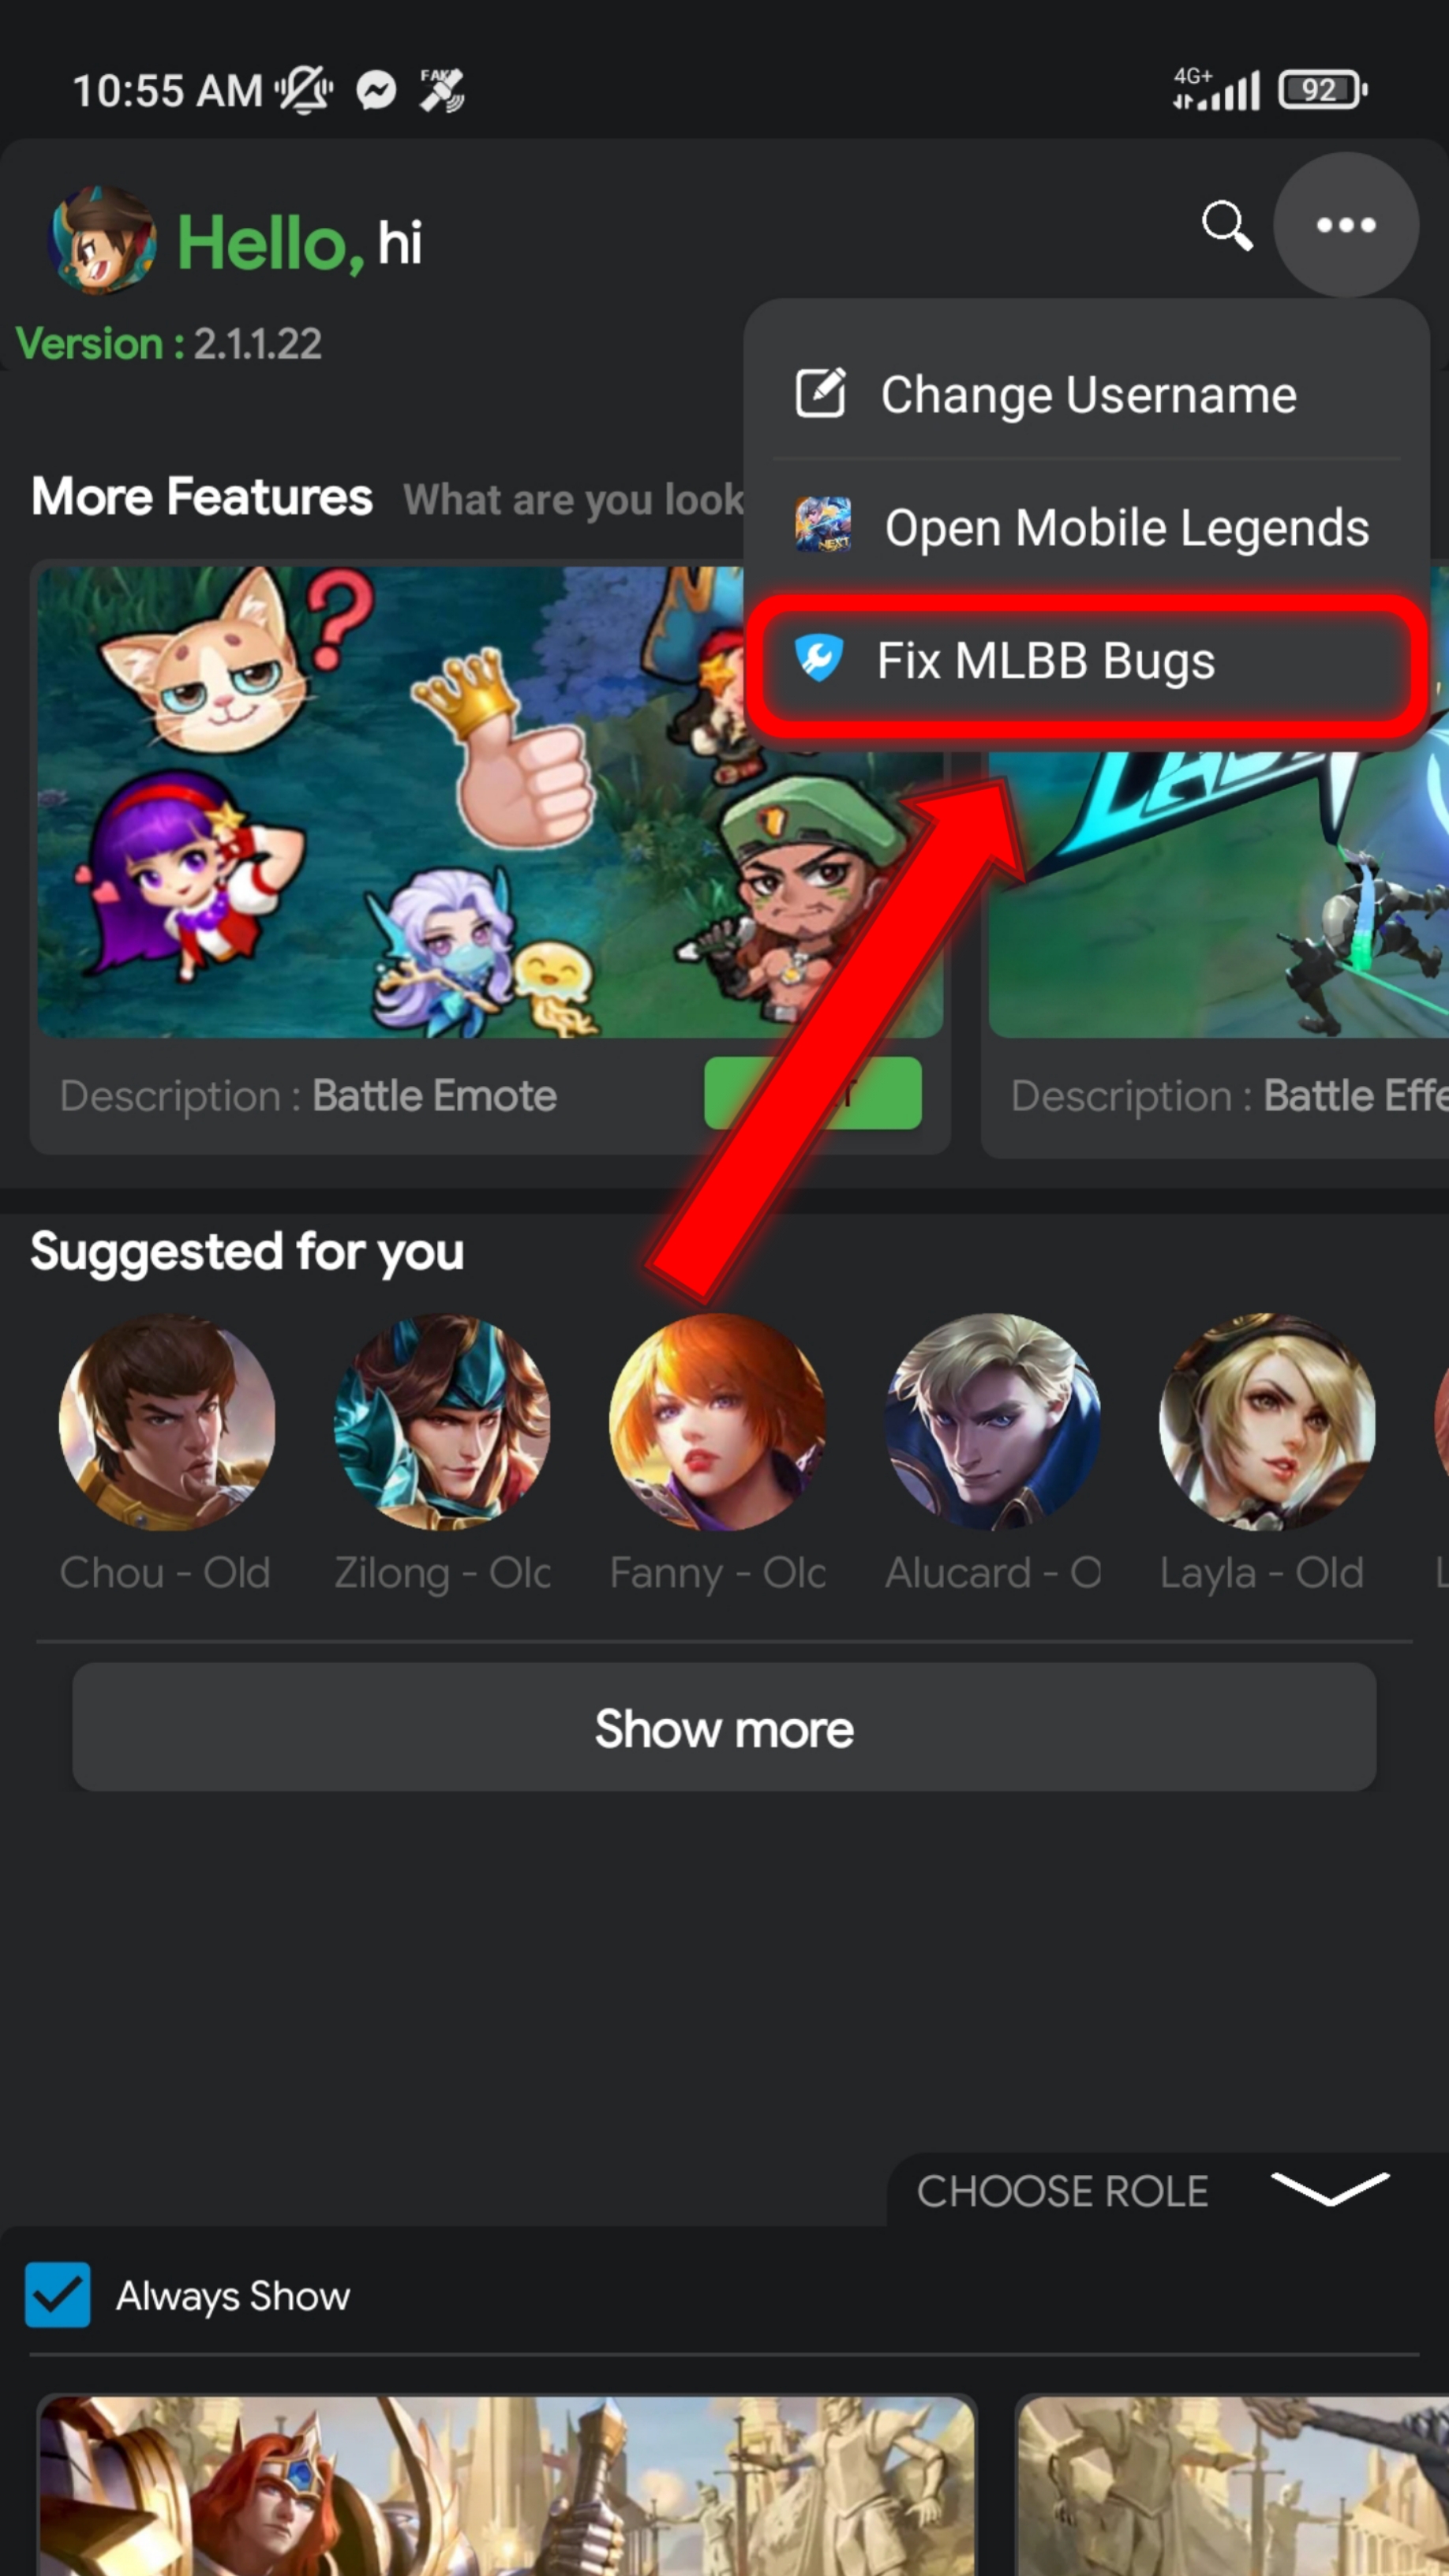 10:55 AM
FAKE
4G+
92
Hello, hi
Version : 2.1.1.22
Change Username
More Features What are you look
Open Mobile Legends
NEXT
Fix MLBB Bugs
Description : Battle Emote
Description : Battle Effe
Suggested for you
Chou - Old
Zilong - Olc
Fanny - Olc
Alucard - O
Layla - Old
Show more
CHOOSE ROLE
Always Show